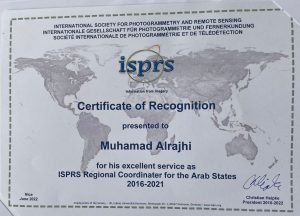 INTERNATIONAL SOCIETY FOR PHOTOGRAMMETRY AND REMOTE SENSING
INTERNATIONALE GESELLSCHAFT FÜR PHOTOGRAMMETRIE UND FERNERKUNDUNG
SOCIÉTÉ INTERNATIONALE DE PHOTOGRAMMÉTRIE ET DE TÉLÉDÉTECTION
isprs
information from imagery
Certificate of Recognition
presented to
Muhamad Alrajhi
for his excellent service as
ISPRS Regional Coordinater for the Arab States
2016-2021
Nice
June 2022
Christian Heipke
President 2016-2022